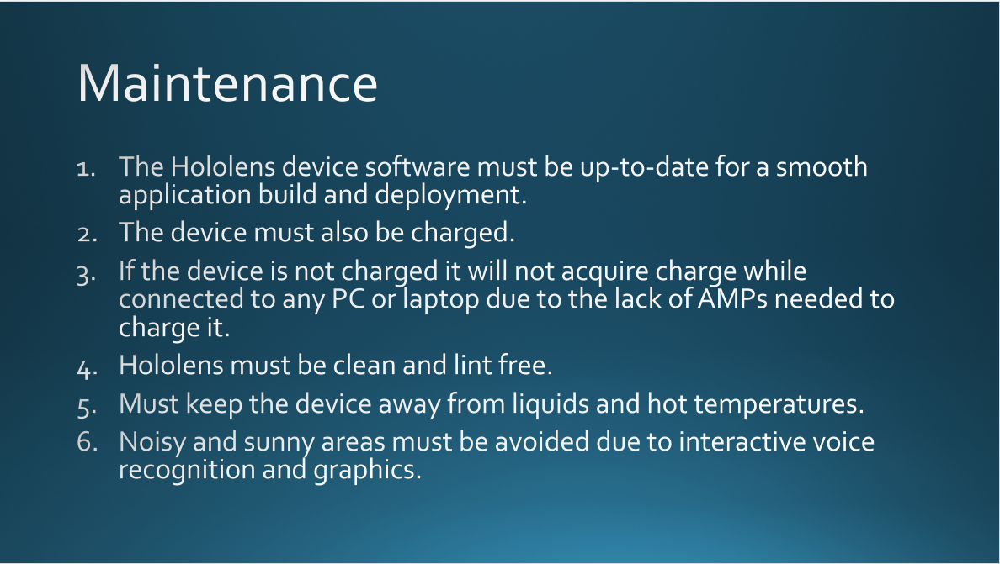 Maintenance
1. The Hololens device software must be up-to-date for a smooth
application build and deployment.
2. The device must also be charged.
3. If the device is not charged it will not acquire charge while
connected to any PC or laptop due to the lack of AMPs needed to
charge it.
4. Hololens must be clean and lint free.
5. Must keep the device away from liquids and hot temperatures.
6. Noisy and sunny areas must be avoided due to interactive voice
recognition and graphics.